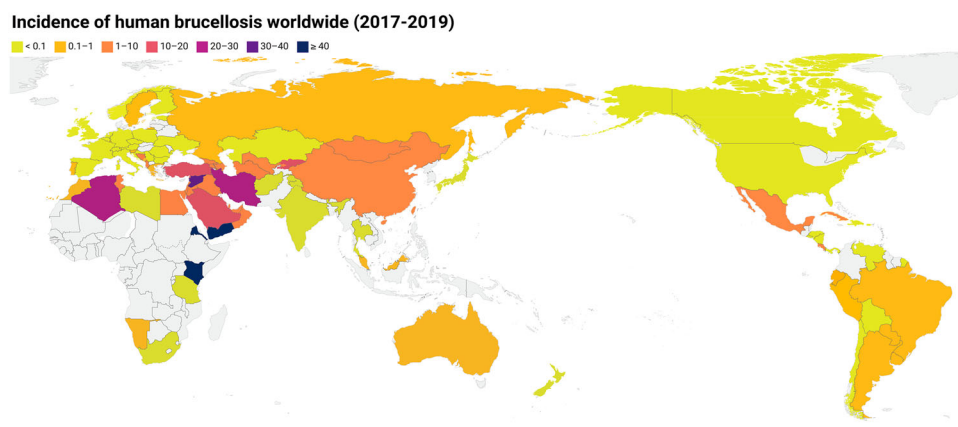 Incidence of human brucellosis worldwide (2017-2019)
< 0.1 0.1–1 1–10 10–20 20–30 30–40 ≥ 40